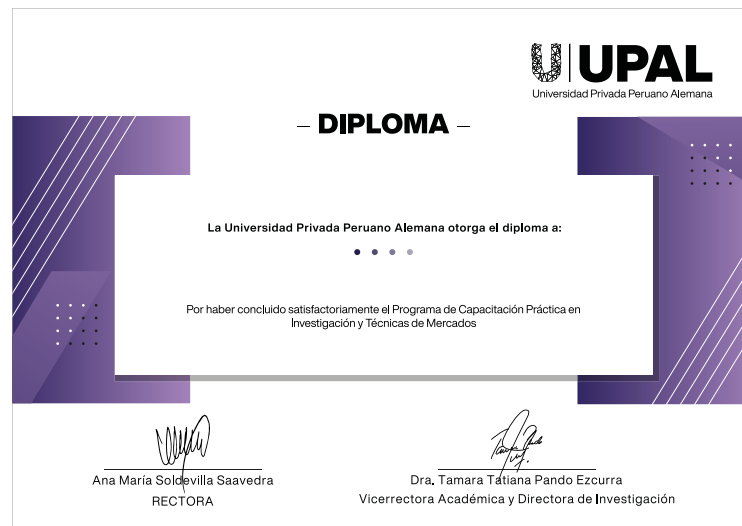 UPAL
Universidad Privada Peruano Alemana
– DIPLOMA –
La Universidad Privada Peruano Alemana otorga el diploma a:
Por haber concluido satisfactoriamente el Programa de Capacitación Práctica en
Investigación y Técnicas de Mercados
Ana María Soldevilla Saavedra
RECTORA
Dra. Tamara Tatiana Pando Ezcurra
Vicerrectora Académica y Directora de Investigación